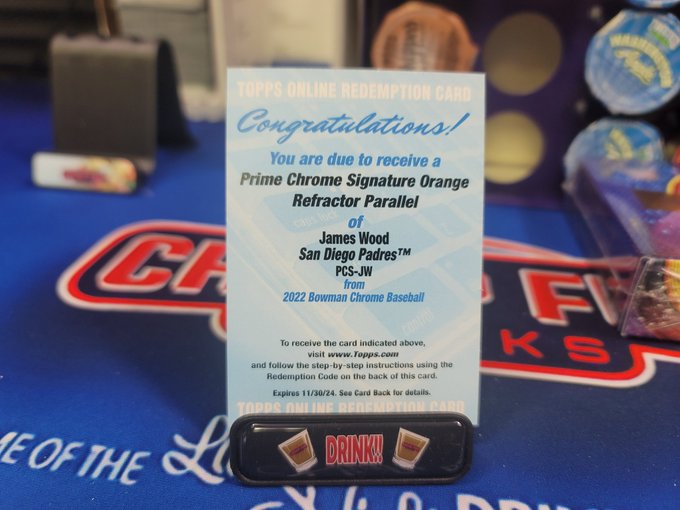 TOPPS ONLINE REDEMPTION CARD
Congratulations!
You are due to receive a
Prime Chrome Signature Orange
Refractor Parallel
of
James Wood
San Diego Padres™
PCS-JW
from
2022 Bowman Chrome Baseball
To receive the card indicated above,
visit www.Topps.com
and follow the step-by-step instructions using the
Redemption Code on the back of this card.
Expires 11/30/24. See Card Back for details.
TOPPS ONLINE REDEMPTION CARD
DRINK!!
OF THE